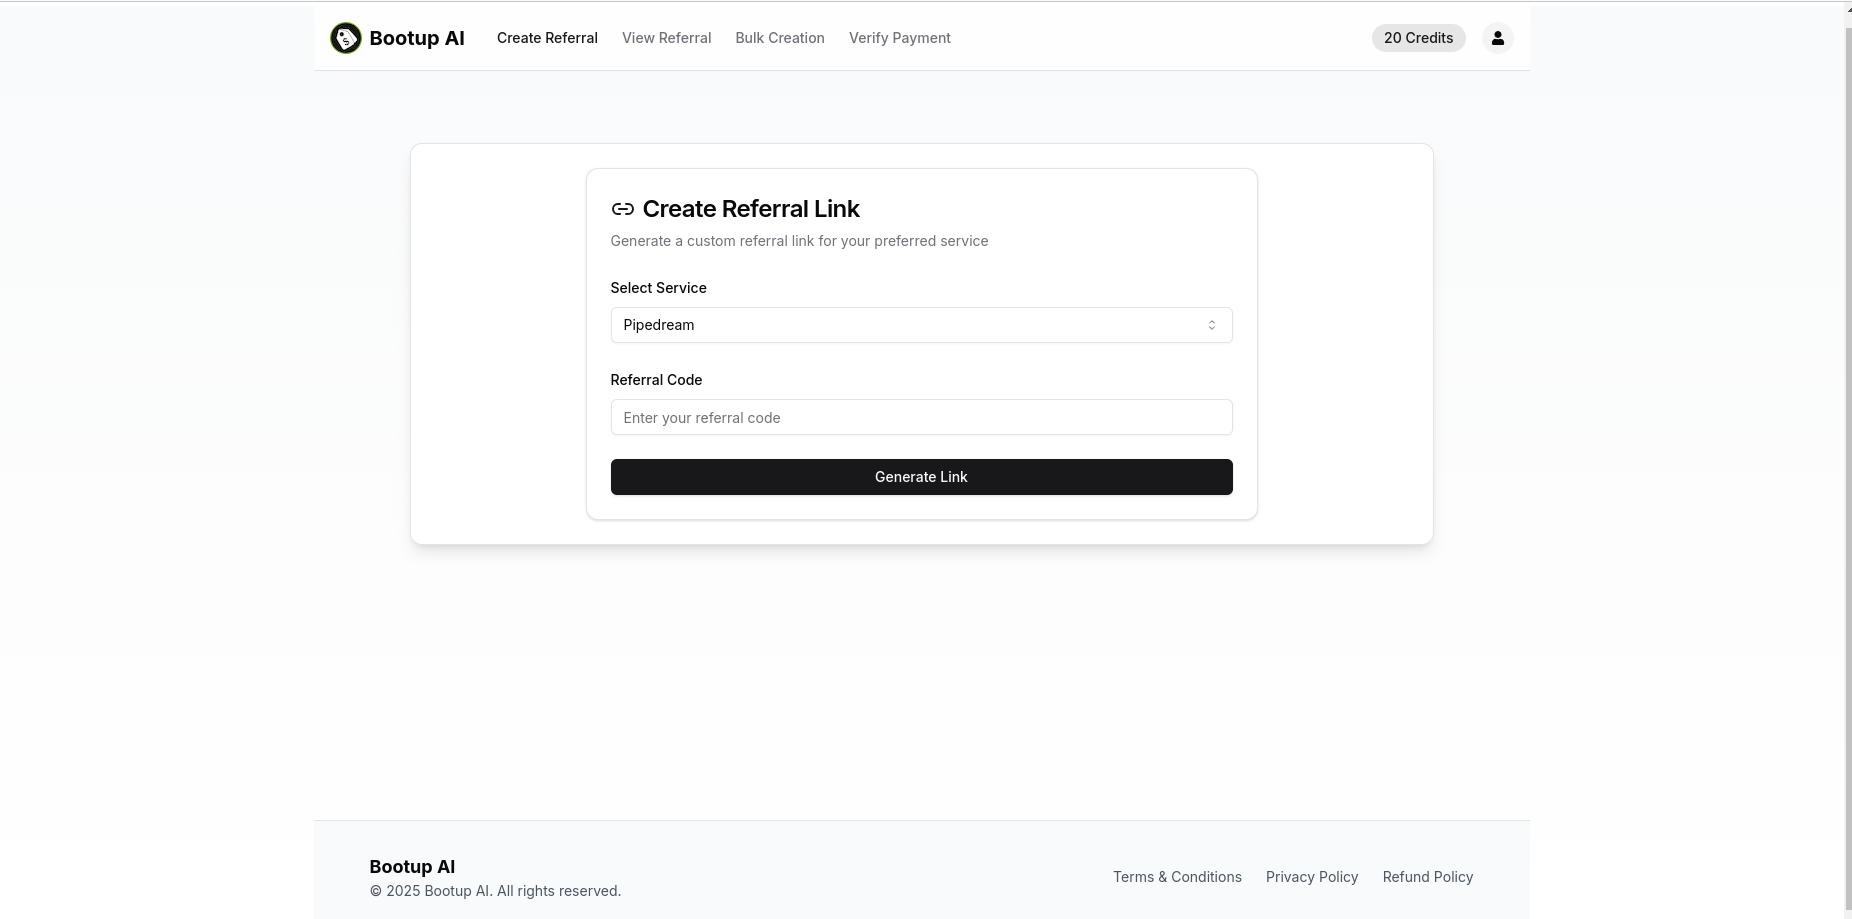 Bootup AI
Create Referral
View Referral
Bulk Creation
Verify Payment
20 Credits
Create Referral Link
Generate a custom referral link for your preferred service
Select Service
Pipedream
Referral Code
Enter your referral code
Generate Link
Bootup AI
© 2025 Bootup AI. All rights reserved.
Terms & Conditions
Privacy Policy
Refund Policy